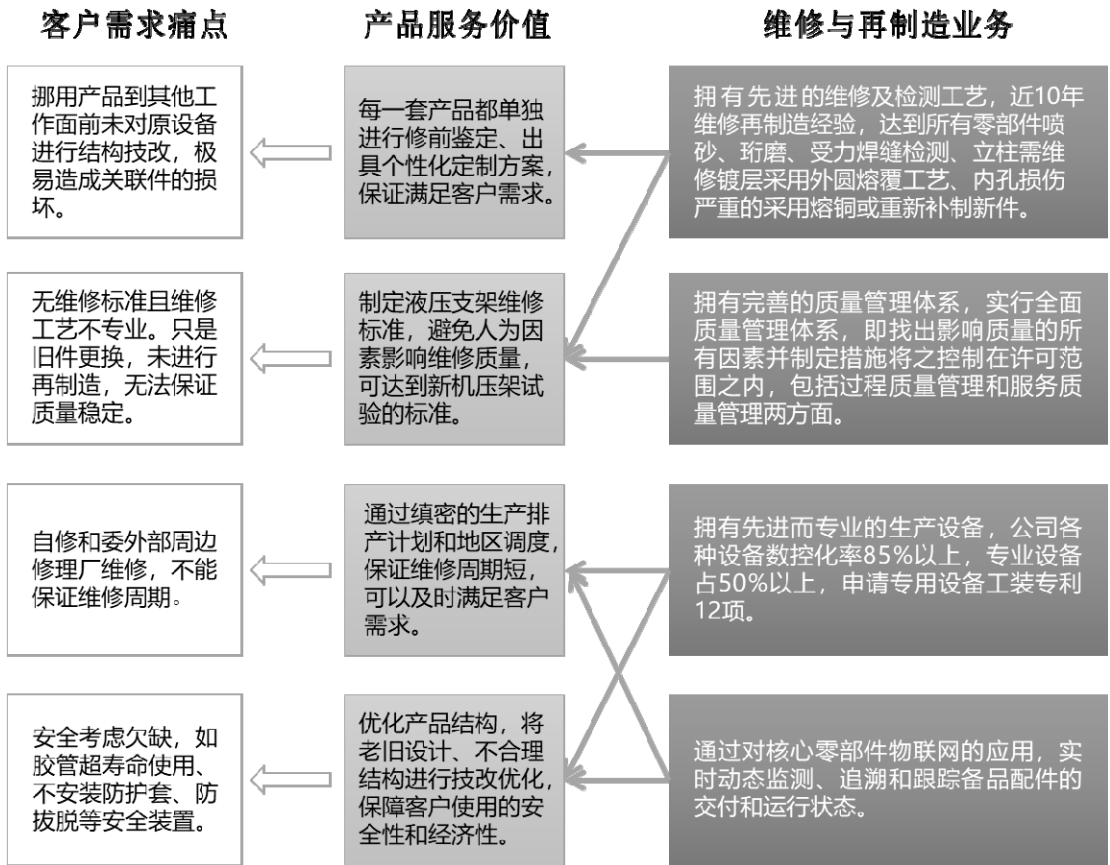 客户需求痛点
产品服务价值
维修与再制造业务
挪用产品到其他工
作面前未对原设备
进行结构技改，极
易造成关联件的损
坏。
每一套产品都单独
进行修前鉴定、出
具个性化定制方案，
保证满足客户需求。
拥有先进的维修及检测工艺，近10年
维修再制造经验，达到所有零部件喷
砂、珩磨、受力焊缝检测、立柱需维
修镀层采用外圆熔覆工艺、内孔损伤
严重的采用熔铜或重新补制新件。
无维修标准且维修
工艺不专业。只是
旧件更换，未进行
再制造，无法保证
质量稳定。
制定液压支架维修
标准，避免人为因
素影响维修质量，
可达到新机压架试
验的标准。
拥有完善的质量管理体系，实行全面
质量管理体系，即找出影响质量的所
有因素并制定措施将之控制在许可范
围之内，包括过程质量管理和服务质
量管理两方面。
自修和委外部周边
修理厂维修，不能
保证维修周期。
通过缜密的生产排
产计划和地区调度，
保证维修周期短，
可以及时满足客户
需求。
拥有先进而专业的生产设备，公司各
种设备数控化率85%以上，专业设备
占50%以上，申请专用设备工装专利
12项。
安全考虑欠缺，如
胶管超寿命使用、
不安装防护套、防
拔脱等安全装置。
优化产品结构，将
老旧设计、不合理
结构进行技改优化，
保障客户使用的安
全性和经济性。
通过对核心零部件物联网的应用，实
时动态监测、追溯和跟踪备品配件的
交付和运行状态。